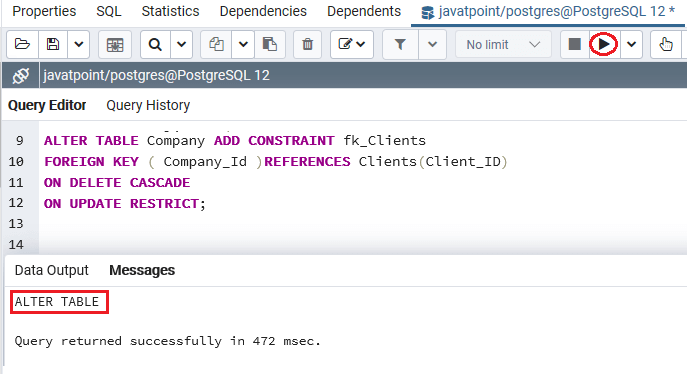 Properties SQL Statistics Dependencies Dependents javatpoint/postgres@PostgreSQL 12 *
No limit
javatpoint/postgres@PostgreSQL 12
Query Editor Query History
9 ALTER TABLE Company ADD CONSTRAINT fk_Clients
10 FOREIGN KEY ( Company_Id )REFERENCES Clients(Client_ID)
11 ON DELETE CASCADE
12 ON UPDATE RESTRICT;
13
14
Data Output Messages
ALTER TABLE
Query returned successfully in 472 msec.